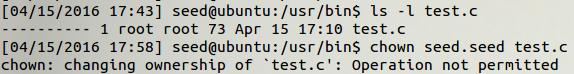 [04/15/2016 17:43] seed@ubuntu:/usr/bin$ ls -l test.c
---------- 1 root root 73 Apr 15 17:10 test.c
[04/15/2016 17:58] seed@ubuntu:/usr/bin$ chown seed.seed test.c
chown: changing ownership of `test.c': Operation not permitted